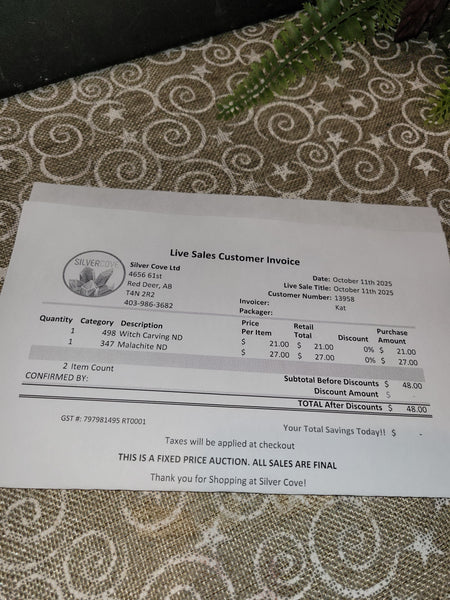 Live Sales Customer Invoice
SILVERCOVE
Silver Cove Ltd
4656 61st
Red Deer, AB
T4N 2R2
403-986-3682
Date: October 11th 2025
Live Sale Title: October 11th 2025
Customer Number: 13958
Invoicer: Kat
Packager:
Quantity Category Description Price Per Item Retail Total Discount Purchase Amount
1 498 Witch Carving ND $ 21.00 $ 21.00 0% $ 21.00
1 347 Malachite ND $ 27.00 $ 27.00 0% $ 27.00
2 Item Count
Subtotal Before Discounts $ 48.00
CONFIRMED BY:
Discount Amount $ -
TOTAL After Discounts $ 48.00
GST #: 797981495 RT0001
Your Total Savings Today!! $ -
Taxes will be applied at checkout
THIS IS A FIXED PRICE AUCTION. ALL SALES ARE FINAL
Thank you for Shopping at Silver Cove!